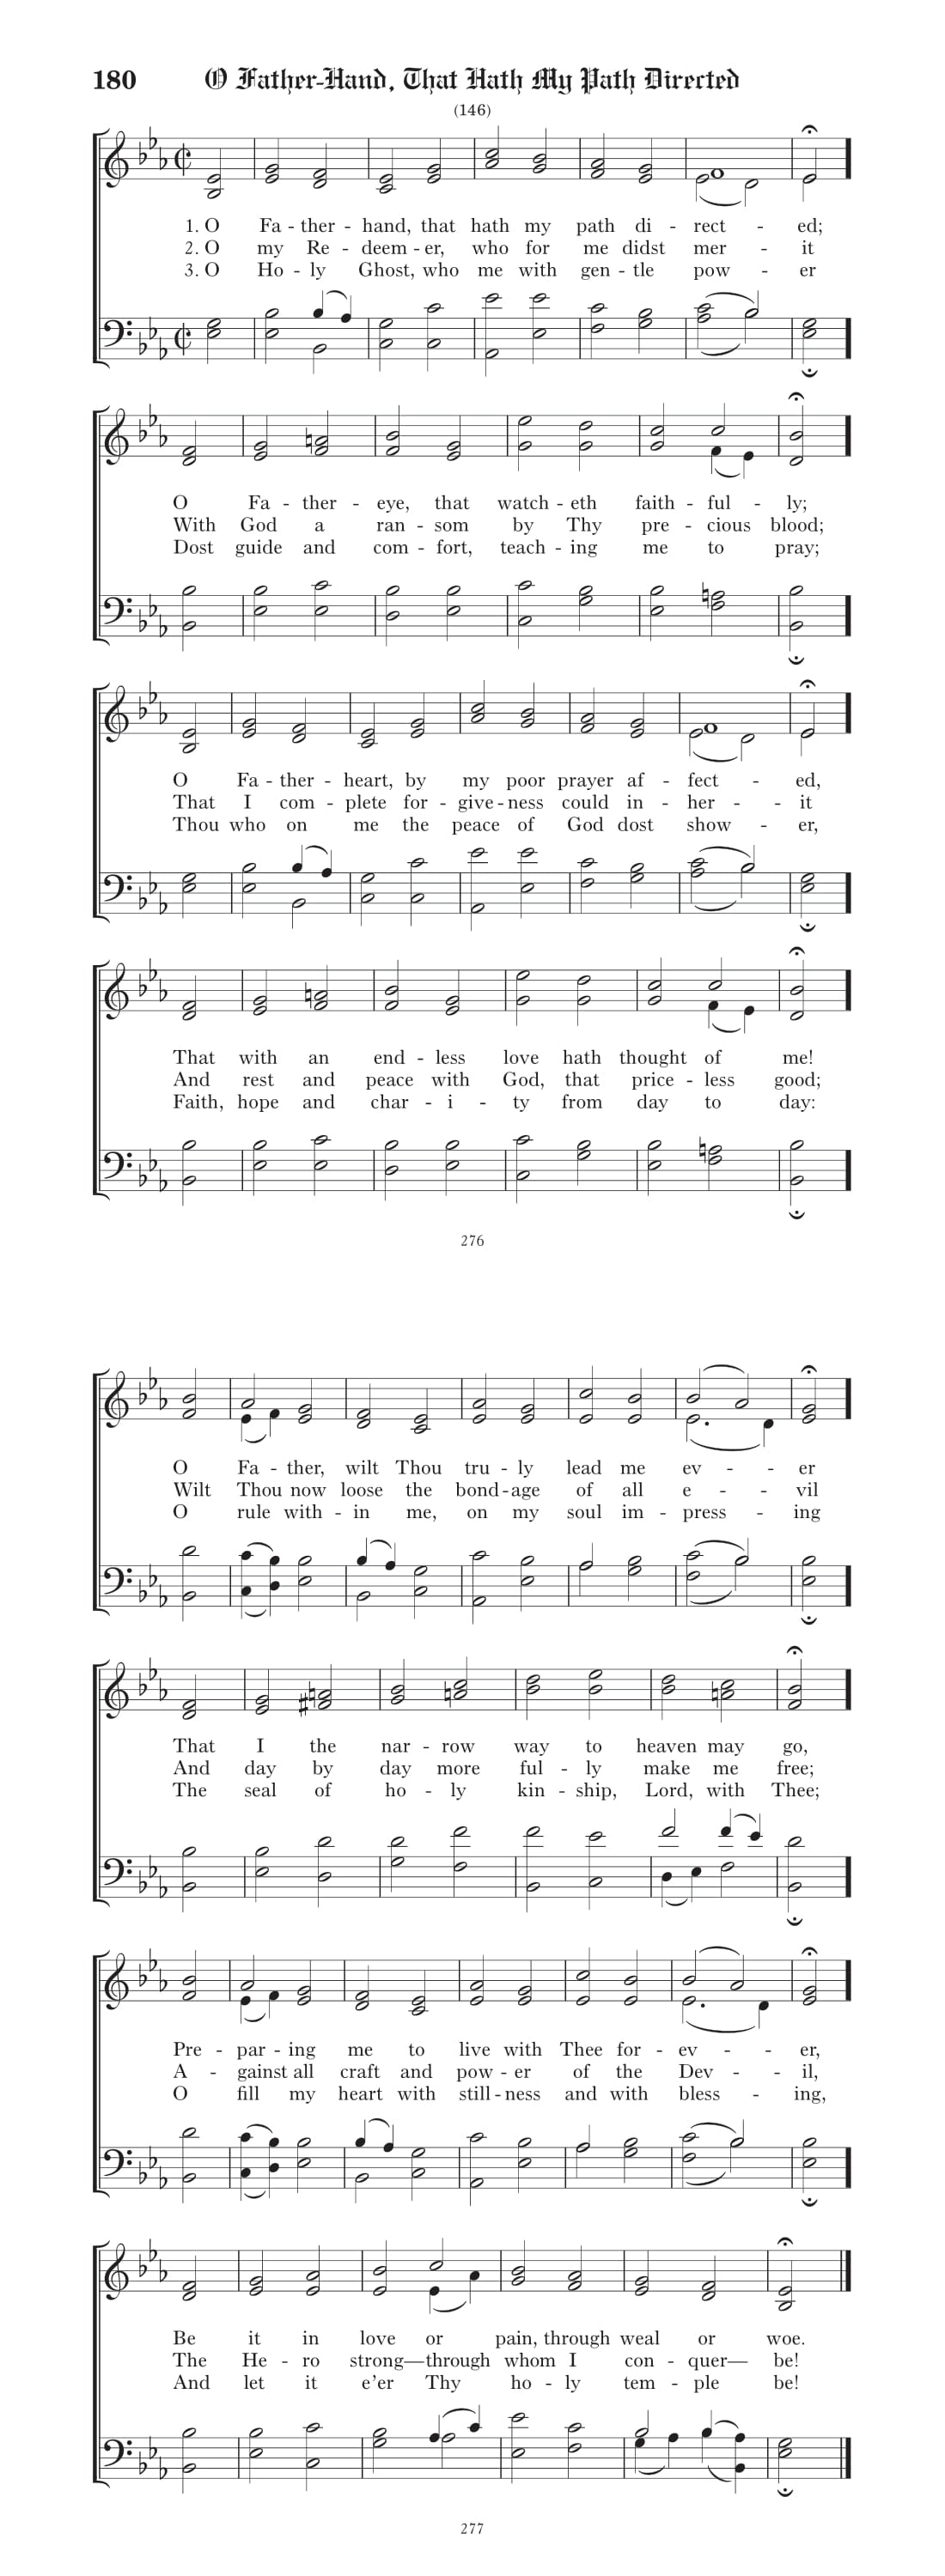 180 O Father-Hand, That Hath My Path Directed
(146)
1. O Fa - ther - hand, that hath my path di - rect - ed;
2. O my Re - deem - er, who for me didst mer - it
3. O Ho - ly Ghost, who me with gen - tle pow - er
O Fa - ther - eye, that watch - eth faith - ful - ly;
With God a ran - som by Thy pre - cious blood;
Dost guide and com - fort, teach - ing me to pray;
O Fa - ther - heart, by my poor prayer af - fect - ed,
That I com - plete for - give - ness could in - her - it
Thou who on me the peace of God dost show - er,
That with an end - less love hath thought of me!
And rest and peace with God, that price - less good;
Faith, hope and char - i - ty from day to day:
276
O Fa - ther, wilt Thou tru - ly lead me ev - er
Wilt Thou now loose the bond - age of all e - vil
O rule with - in me, on my soul im - press - ing
That I the nar - row way to heaven may go,
And day by day more ful - ly make me free;
The seal of ho - ly kin - ship, Lord, with Thee;
Pre - par - ing me to live with Thee for - ev - er,
A - gainst all craft and pow - er of the Dev - il,
O fill my heart with still - ness and with bless - ing,
Be it in love or pain, through weal or woe.
The He - ro strong—through whom I con - quer— be!
And let it e’er Thy ho - ly tem - ple be!
277